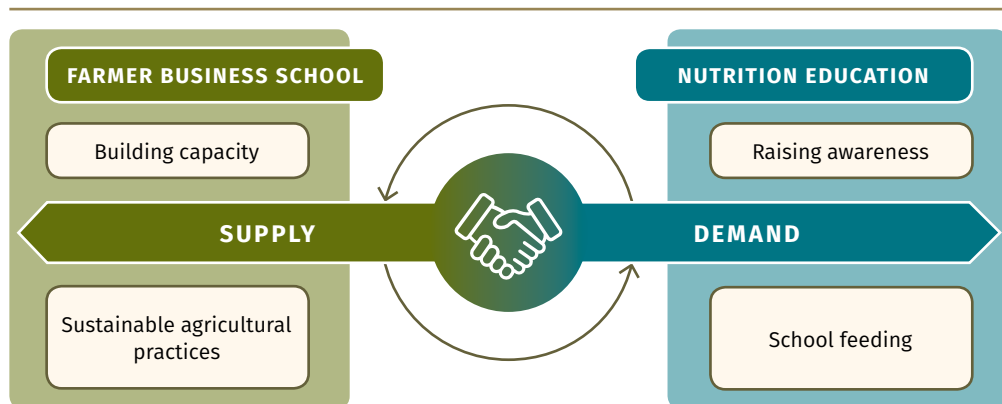 FARMER BUSINESS SCHOOL
Building capacity
SUPPLY
Sustainable agricultural
practices
NUTRITION EDUCATION
Raising awareness
DEMAND
School feeding